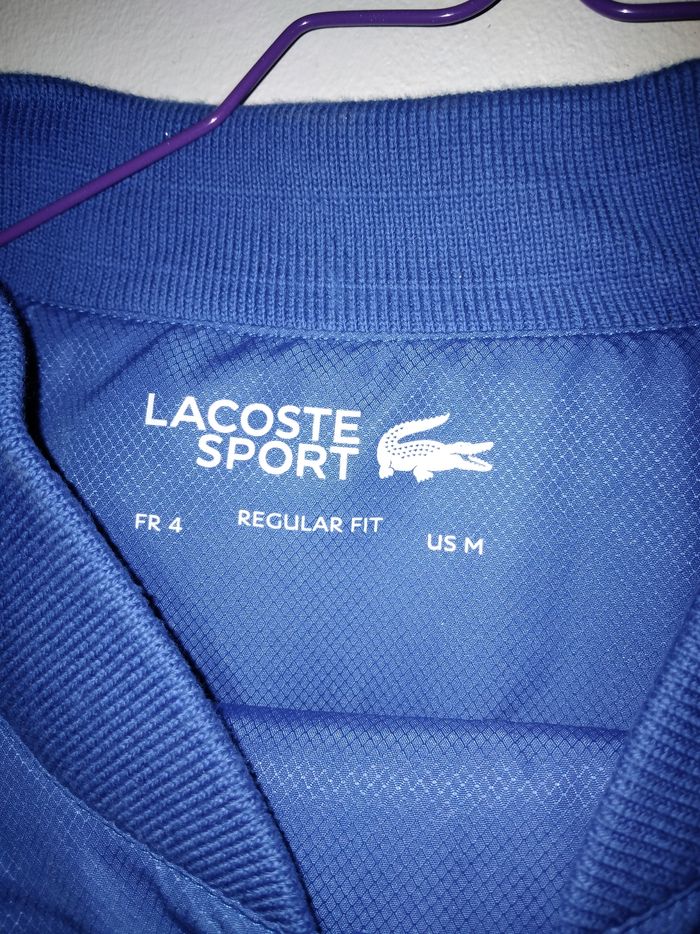 LACOSTE
SPORT
FR 4
REGULAR FIT
US M